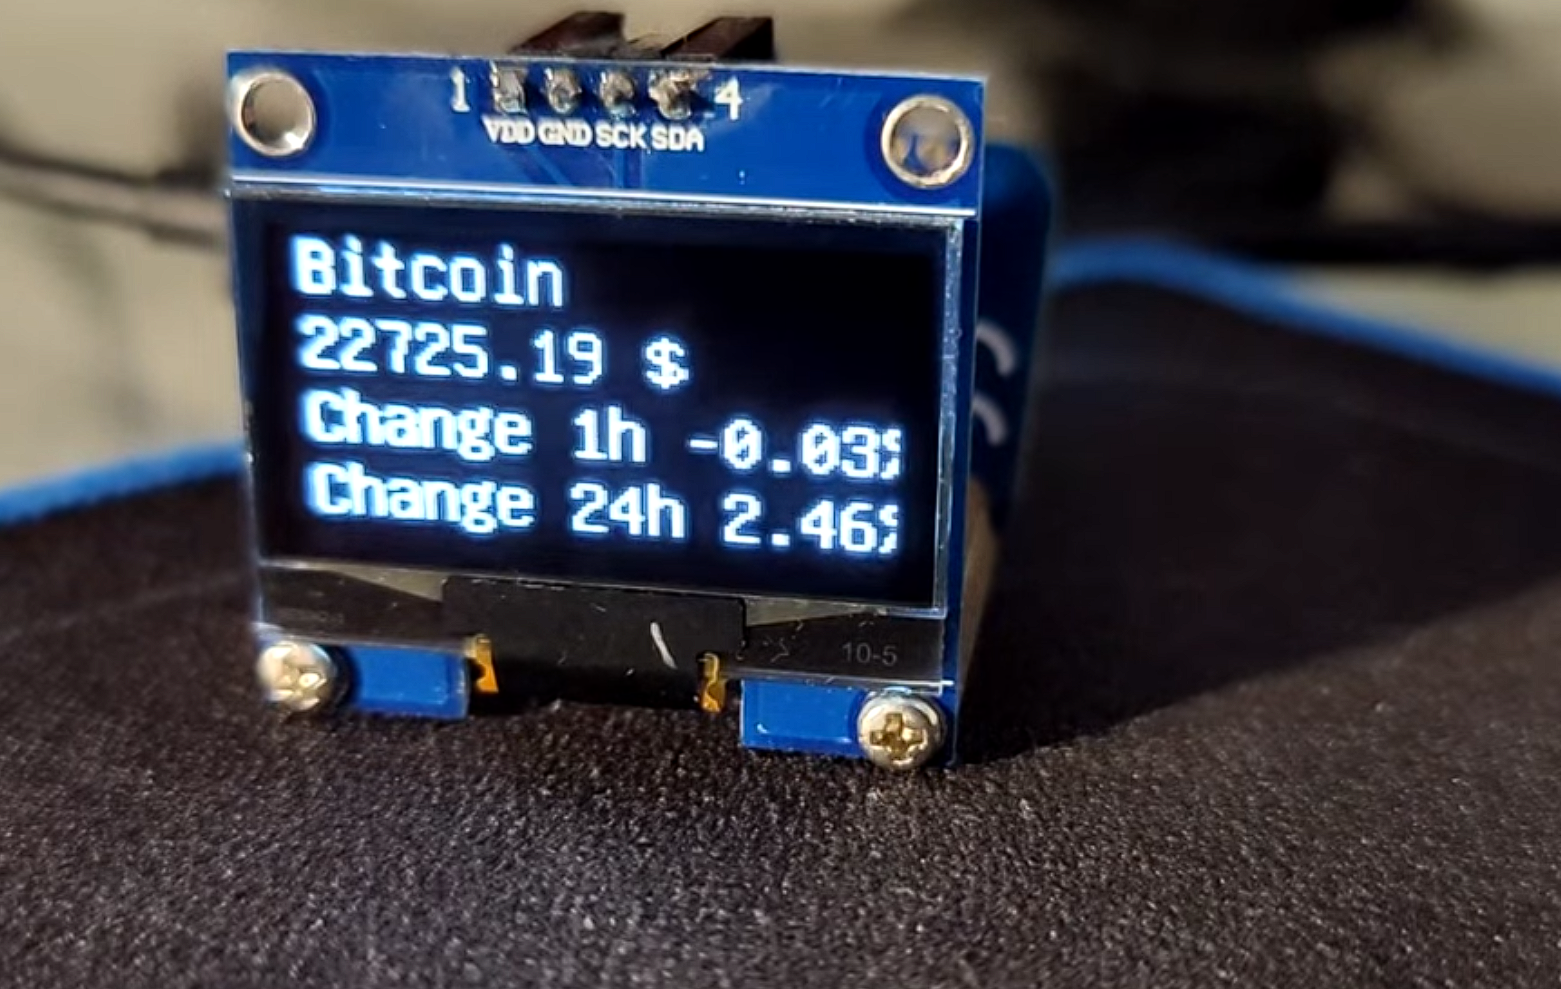 1 4
VDD GND SCK SDA
Bitcoin
22725.19 $
Change 1h -0.03%
Change 24h 2.46%
10-5